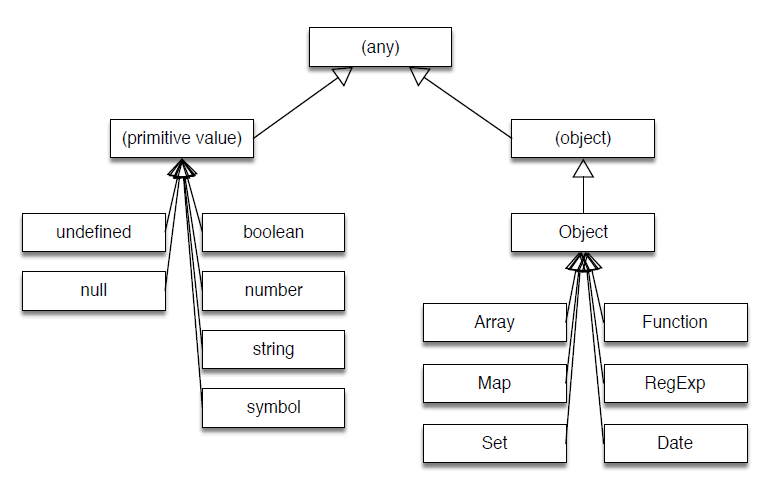 (any)
(primitive value)
(object)
undefined
boolean
Object
null
number
Array
Function
string
Map
RegExp
symbol
Set
Date